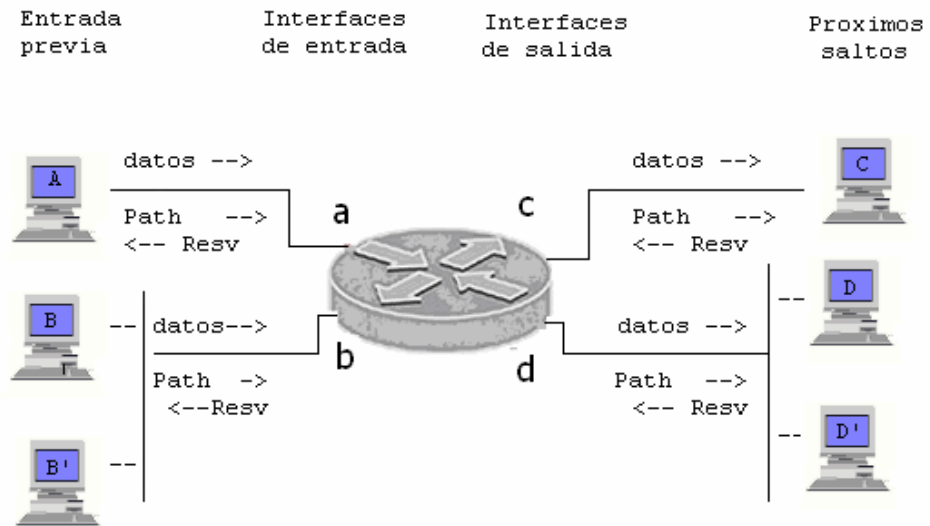 Entrada
previa
Interfaces
de entrada
Interfaces
de salida
Proximos
saltos
A
datos -->
Path -->
<-- Resv
a
c
datos -->
Path -->
<-- Resv
C
B
datos-->
Path ->
<--Resv
b
d
datos -->
Path -->
<-- Resv
D
B'
D'